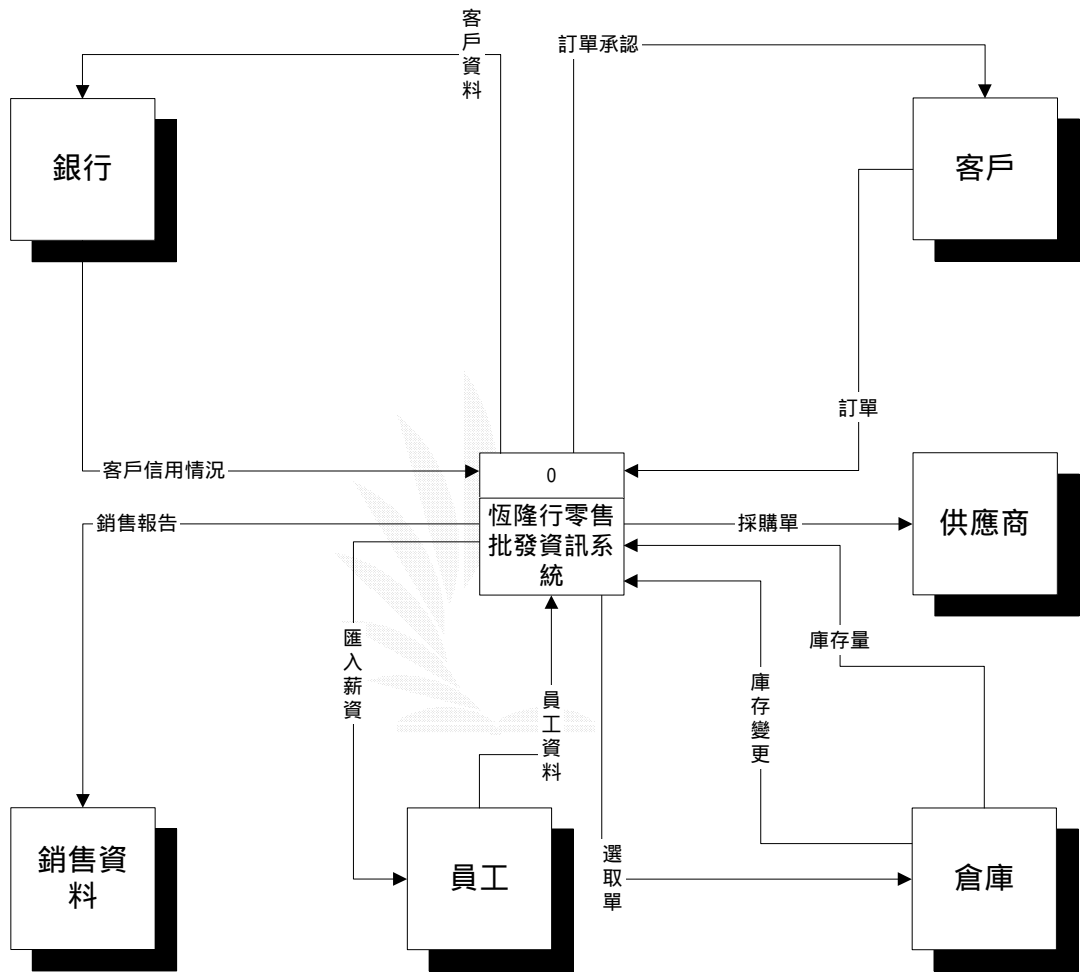 客戶資料
訂單承認
銀行
客戶
訂單
客戶信用情況
0
銷售報告
恆隆行零售
批發資訊系
統
採購單
供應商
匯入薪資
員工資料
庫存變更
庫存量
銷售資
料
員工
選取單
倉庫